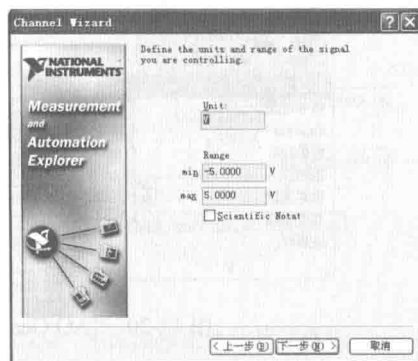 Channel Wizard
NATIONAL
INSTRUMENTS
Measurement
and
Automation
Explorer
Define the units and range of the signal
you are controlling.
Unit:
V
Range
min -5.0000 V
max 5.0000 V
Scientific Notat
< 上一步(B) 下一步(N) > 取消